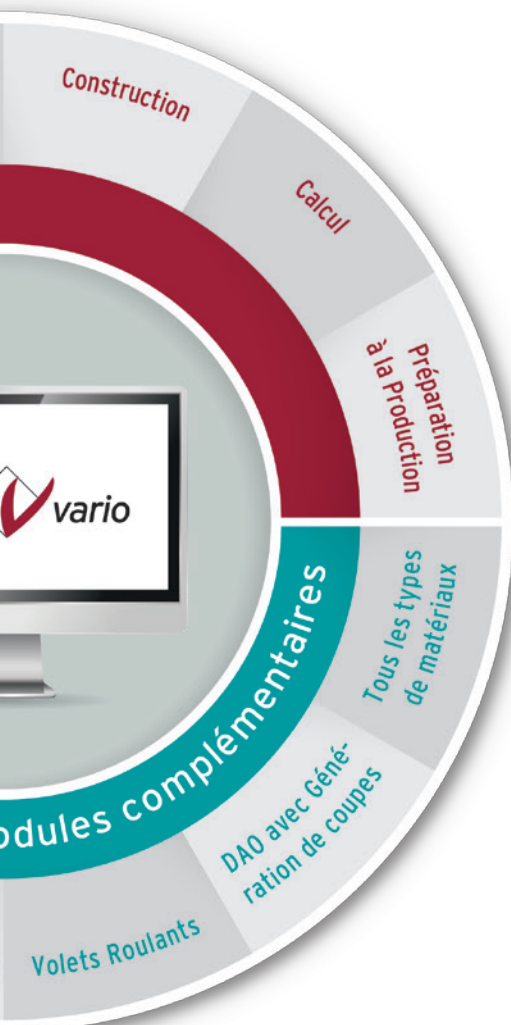 Construction
Calcul
Préparation
à la Production
vario
Tous les types
de matériaux
DAO avec Géné-
ration de coupes
Volets Roulants
odules complémentaires